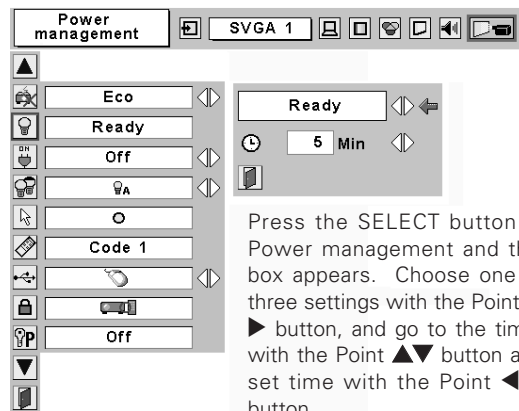 Power
management
SVGA 1
Eco
Ready
Off
A
Code 1
P
Off
Ready
5 Min
Press the SELECT button
Power management and
box appears. Choose one
three settings with the Point
▶ button, and go to the
with the Point ▲▼ button
set time with the Point ◀
button.